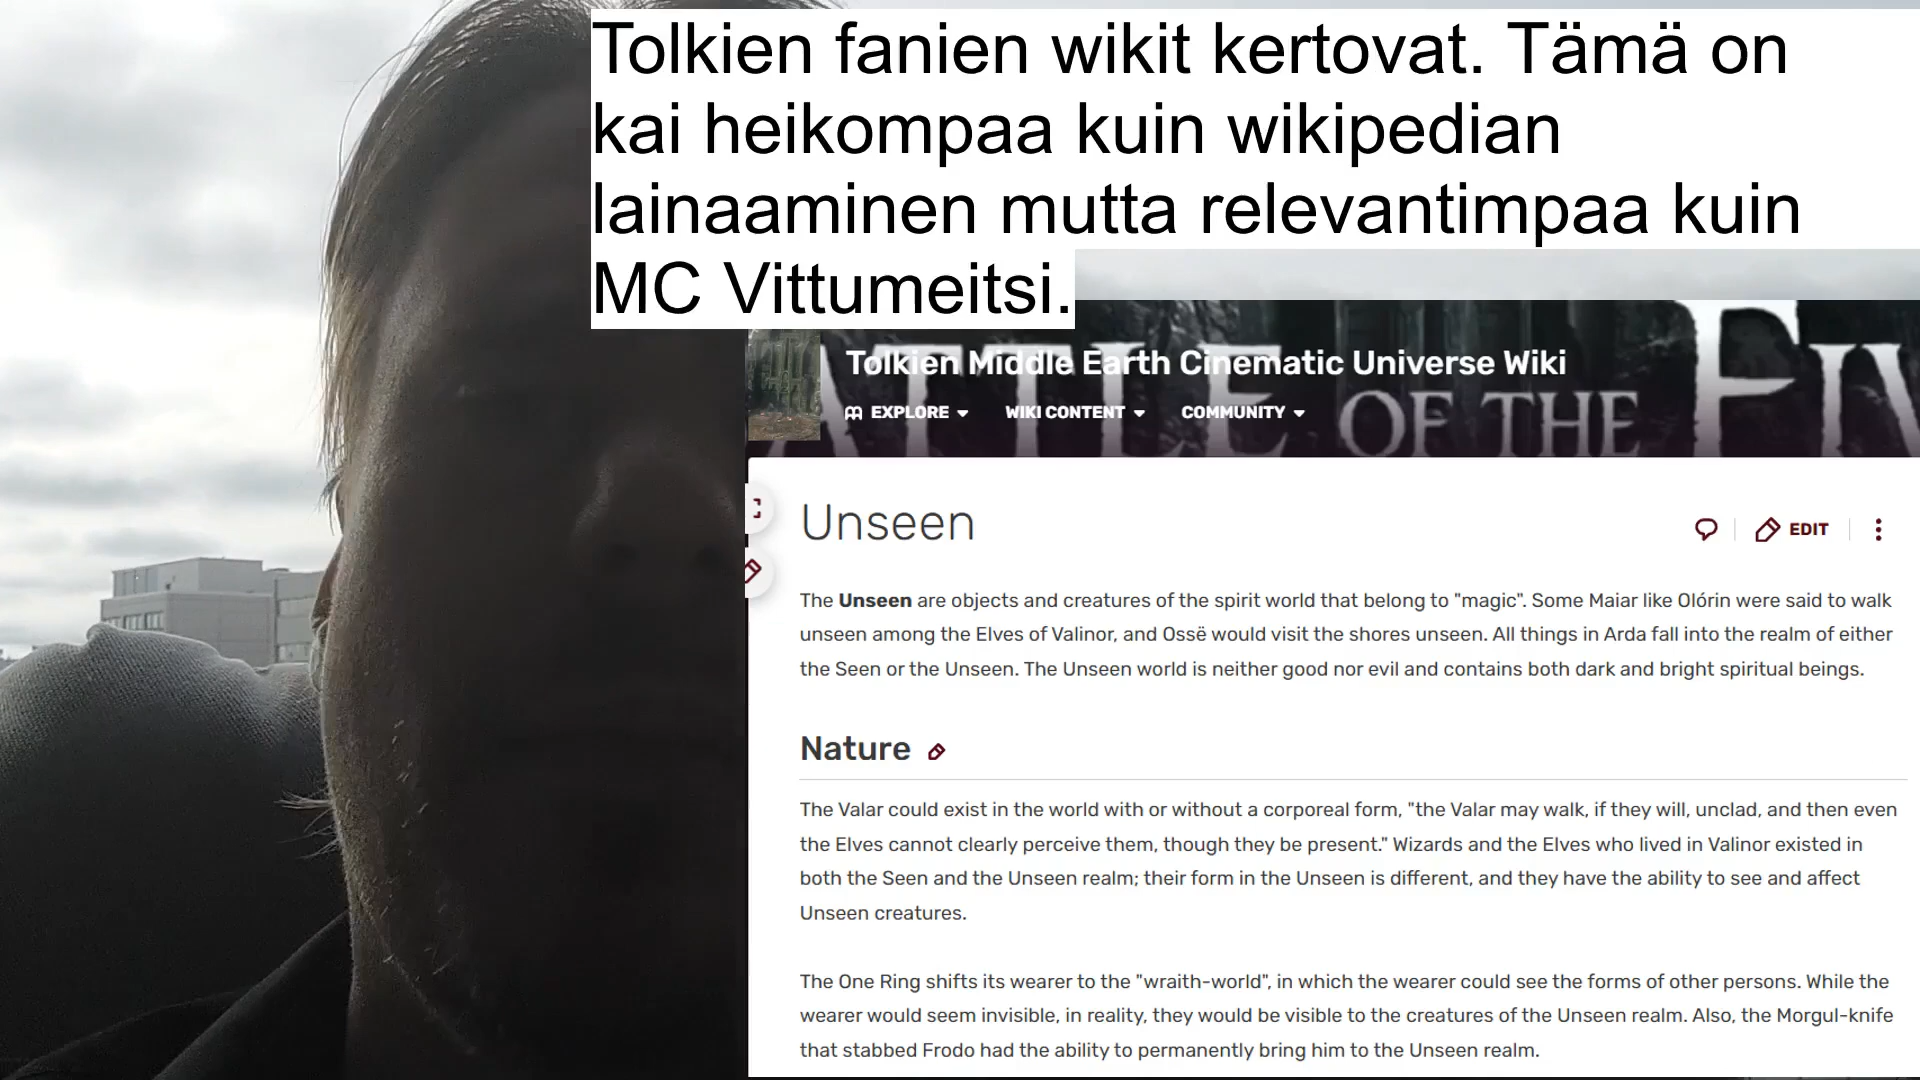 Tolkien fanien wikit kertovat. Tämä on
kai heikompaa kuin wikipedian
lainaaminen mutta relevantimpaa kuin
MC Vittumeitsi.
ATTLE OF THE FIV
Tolkien Middle Earth Cinematic Universe Wiki
EXPLORE WIKI CONTENT COMMUNITY
Unseen
EDIT
The Unseen are objects and creatures of the spirit world that belong to "magic". Some Maiar like Olórin were said to walk
unseen among the Elves of Valinor, and Ossë would visit the shores unseen. All things in Arda fall into the realm of either
the Seen or the Unseen. The Unseen world is neither good nor evil and contains both dark and bright spiritual beings.
Nature
The Valar could exist in the world with or without a corporeal form, "the Valar may walk, if they will, unclad, and then even
the Elves cannot clearly perceive them, though they be present." Wizards and the Elves who lived in Valinor existed in
both the Seen and the Unseen realm; their form in the Unseen is different, and they have the ability to see and affect
Unseen creatures.
The One Ring shifts its wearer to the "wraith-world", in which the wearer could see the forms of other persons. While the
wearer would seem invisible, in reality, they would be visible to the creatures of the Unseen realm. Also, the Morgul-knife
that stabbed Frodo had the ability to permanently bring him to the Unseen realm.